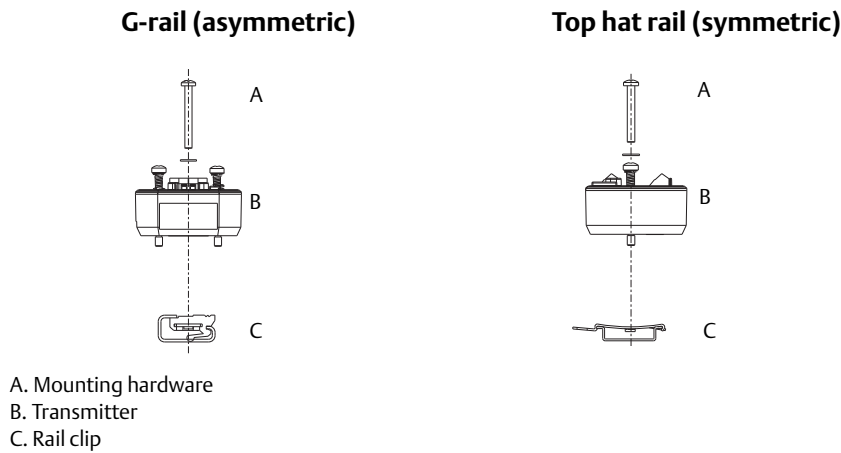 G-rail (asymmetric)
Top hat rail (symmetric)
A
B
C
A
B
C
A. Mounting hardware
B. Transmitter
C. Rail clip